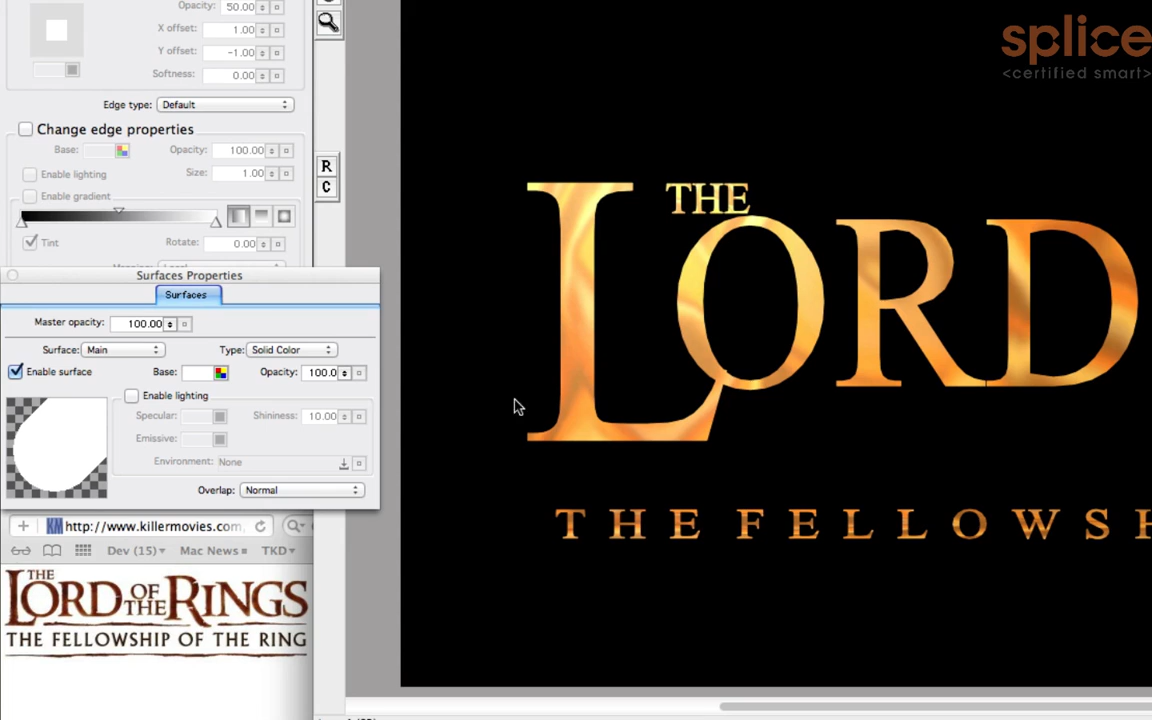 Opacity: 50.00
X offset: 1.00
Y offset: -1.00
Softness: 0.00
Edge type: Default
Change edge properties
Base: Opacity: 100.00
Enable lighting Size: 1.00
Enable gradient
Tint Rotate: 0.00
R
C
Surfaces Properties
Surfaces
Master opacity: 100.00
Surface: Main Type: Solid Color
Enable surface Base: Opacity: 100.0
Enable lighting
Specular: Shininess: 10.00
Emissive:
Environment: None
Overlap: Normal
KM http://www.killermovies.com
Dev (15) Mac News TKD
THE
LORD OF
THE RINGS
THE FELLOWSHIP OF THE RING
splice
<certified smart>
THE
LORD
THE FELLOWSH